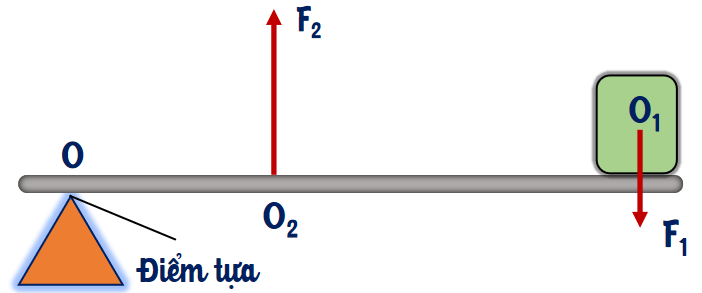 F₂
O₁
O
O₂
F₁
Điểm tựa